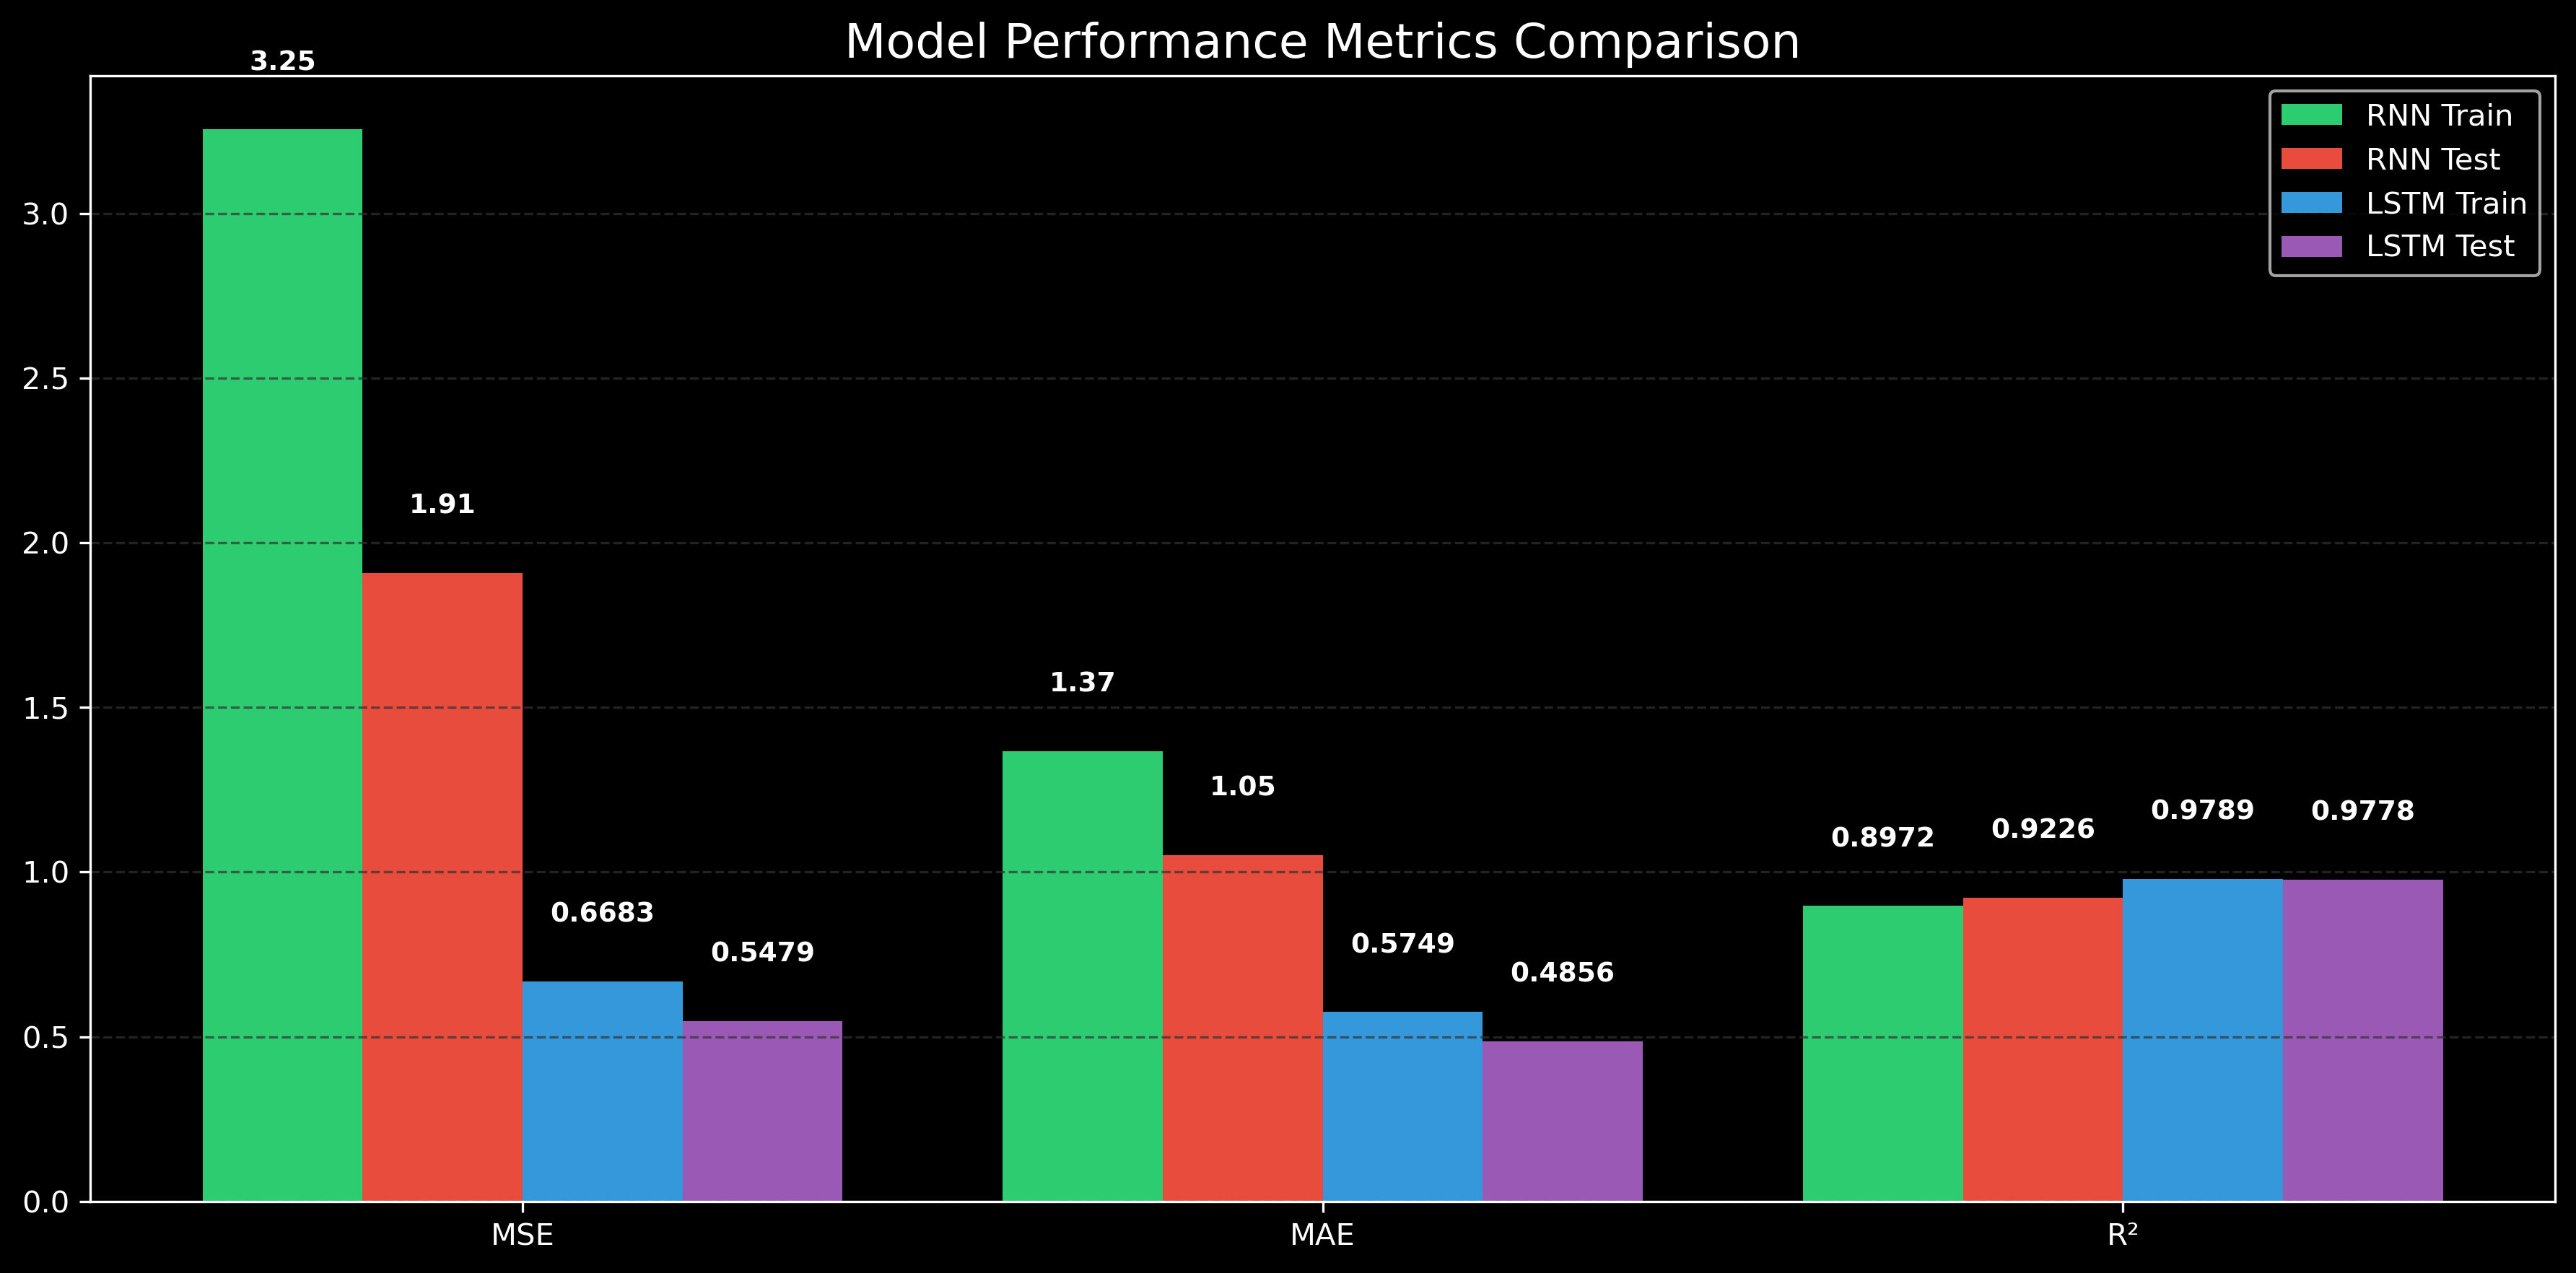 Model Performance Metrics Comparison
3.25
RNN Train
RNN Test
LSTM Train
LSTM Test
3.0
2.5
2.0
1.5
1.0
0.5
0.0
1.91
0.6683
0.5479
1.37
1.05
0.5749
0.4856
0.8972
0.9226
0.9789
0.9778
MSE
MAE
R²